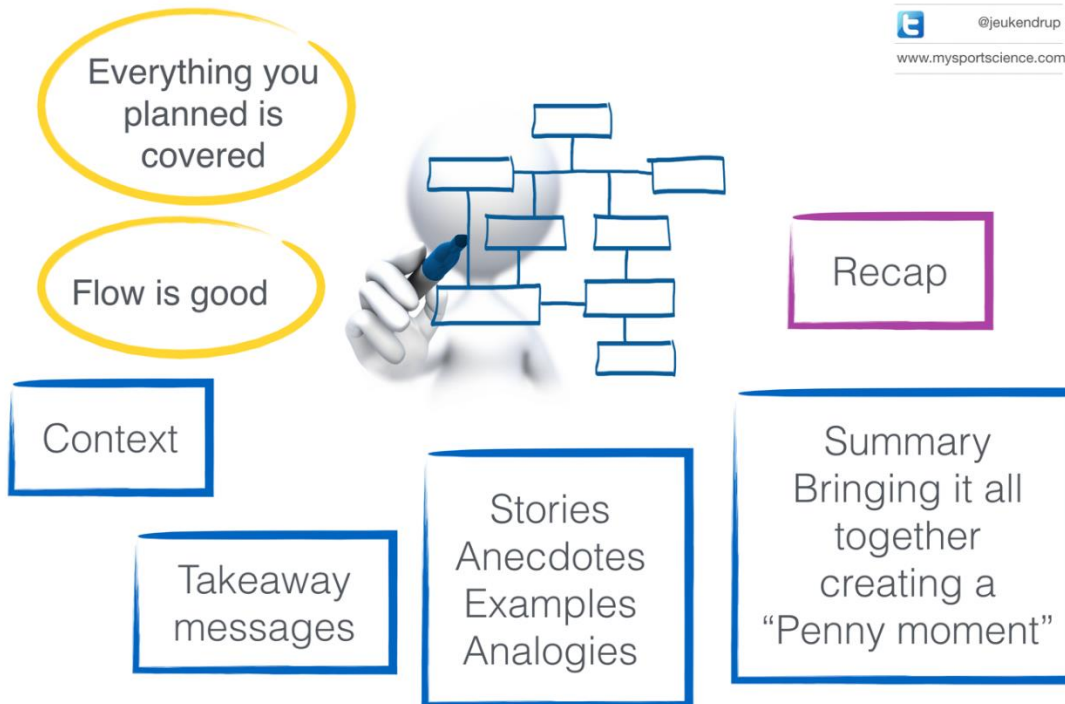 @jeukendrup
www.mysportscience.com
Everything you
planned is
covered
Flow is good
Recap
Context
Takeaway
messages
Stories
Anecdotes
Examples
Analogies
Summary
Bringing it all
together
creating a
“Penny moment”